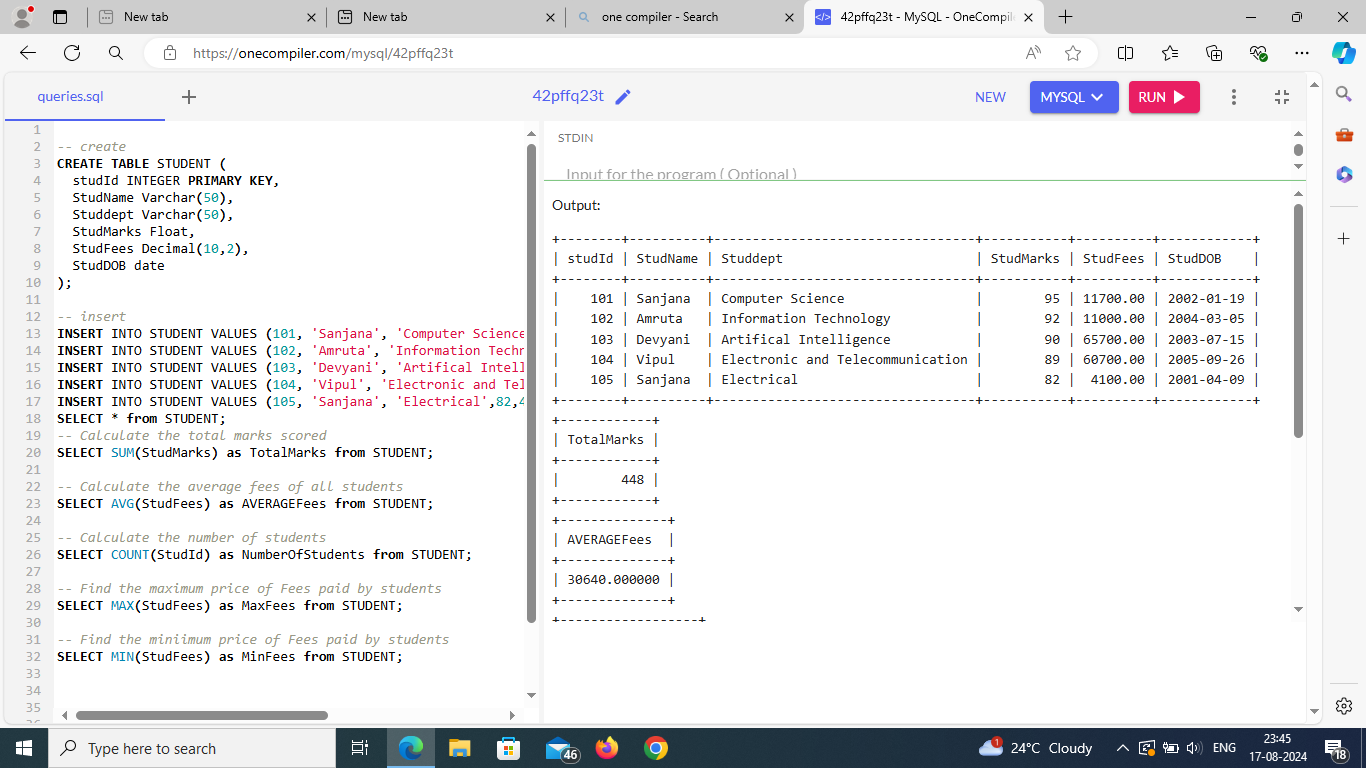 New tab
New tab
one compiler - Search
42pffq23t - MySQL - OneCompil
https://onecompiler.com/mysql/42pffq23t
queries.sql
42pffq23t
NEW
MYSQL
RUN
1
2 -- create
3 CREATE TABLE STUDENT (
4   studId INTEGER PRIMARY KEY,
5   StudName Varchar(50),
6   Studdept Varchar(50),
7   StudMarks Float,
8   StudFees Decimal(10,2),
9   StudDOB date
10 );
11
12 -- insert
13 INSERT INTO STUDENT VALUES (101, 'Sanjana', 'Computer Science
14 INSERT INTO STUDENT VALUES (102, 'Amruta', 'Information Techn
15 INSERT INTO STUDENT VALUES (103, 'Devyani', 'Artifical Intell
16 INSERT INTO STUDENT VALUES (104, 'Vipul', 'Electronic and Tel
17 INSERT INTO STUDENT VALUES (105, 'Sanjana', 'Electrical',82,4
18 SELECT * from STUDENT;
19 -- Calculate the total marks scored
20 SELECT SUM(StudMarks) as TotalMarks from STUDENT;
21
22 -- Calculate the average fees of all students
23 SELECT AVG(StudFees) as AVERAGEFees from STUDENT;
24
25 -- Calculate the number of students
26 SELECT COUNT(StudId) as NumberOfStudents from STUDENT;
27
28 -- Find the maximum price of Fees paid by students
29 SELECT MAX(StudFees) as MaxFees from STUDENT;
30
31 -- Find the miniimum price of Fees paid by students
32 SELECT MIN(StudFees) as MinFees from STUDENT;
33
34
35
STDIN
Input for the program ( Optional )
Output:
+--------+----------+--------------------------------+-----------+----------+------------+
| studId | StudName | Studdept                       | StudMarks | StudFees | StudDOB    |
+--------+----------+--------------------------------+-----------+----------+------------+
|    101 | Sanjana  | Computer Science               |        95 | 11700.00 | 2002-01-19 |
|    102 | Amruta   | Information Technology         |        92 | 11000.00 | 2004-03-05 |
|    103 | Devyani  | Artifical Intelligence         |        90 | 65700.00 | 2003-07-15 |
|    104 | Vipul    | Electronic and Telecommunication |        89 | 60700.00 | 2005-09-26 |
|    105 | Sanjana  | Electrical                     |        82 |  4100.00 | 2001-04-09 |
+--------+----------+--------------------------------+-----------+----------+------------+
+------------+
| TotalMarks |
+------------+
|        448 |
+------------+
+--------------+
| AVERAGEFees  |
+--------------+
| 30640.000000 |
+--------------+
+------------------+
Type here to search
46
1
24°C Cloudy
ENG
23:45
17-08-2024
18